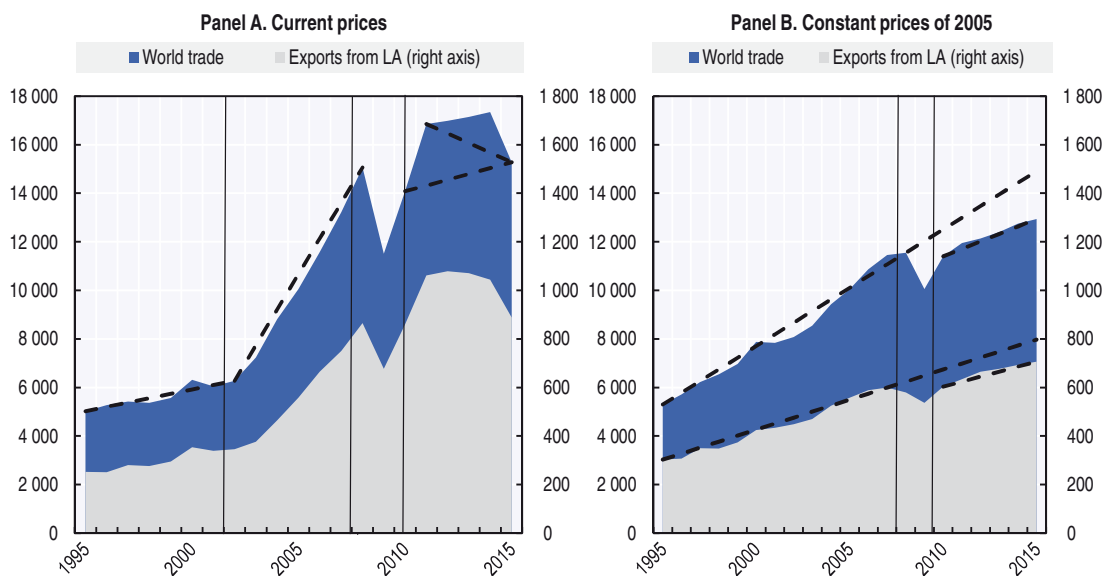 Panel A. Current prices
World trade Exports from LA (right axis)
18 000 1 800
16 000 1 600
14 000 1 400
12 000 1 200
10 000 1 000
8 000 800
6 000 600
4 000 400
2 000 200
0 0
1995 2000 2005 2010 2015
Panel B. Constant prices of 2005
World trade Exports from LA (right axis)
18 000 1 800
16 000 1 600
14 000 1 400
12 000 1 200
10 000 1 000
8 000 800
6 000 600
4 000 400
2 000 200
0 0
1995 2000 2005 2010 2015